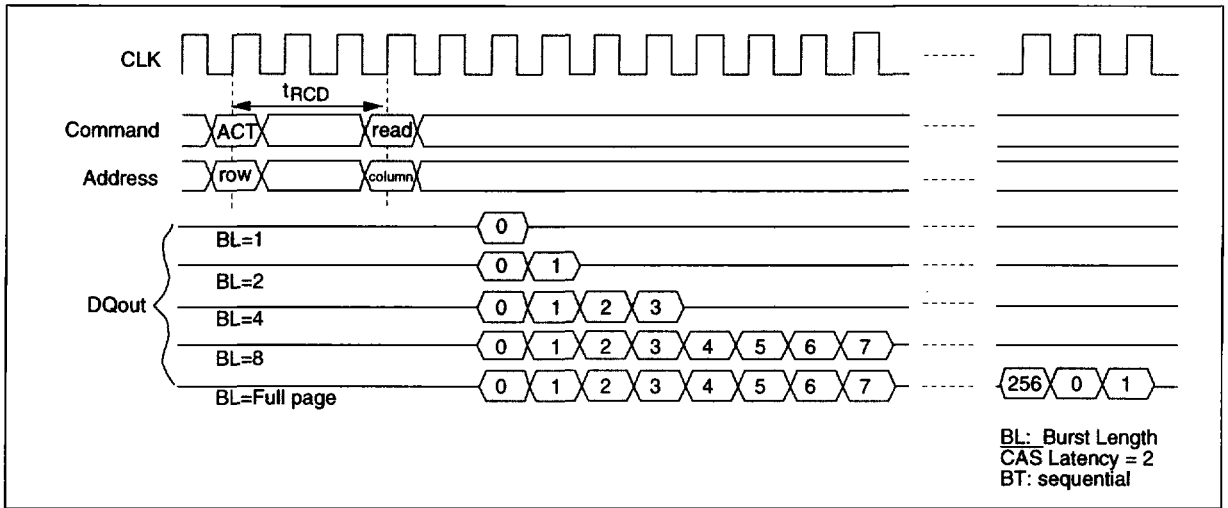 CLK
tRCD
Command ACT read
Address row column
DQout
0
BL=1
0 1
BL=2
0 1 2 3
BL=4
0 1 2 3 4 5 6 7
BL=8
0 1 2 3 4 5 6 7 256 0 1
BL=Full page
BL: Burst Length
CAS Latency = 2
BT: sequential